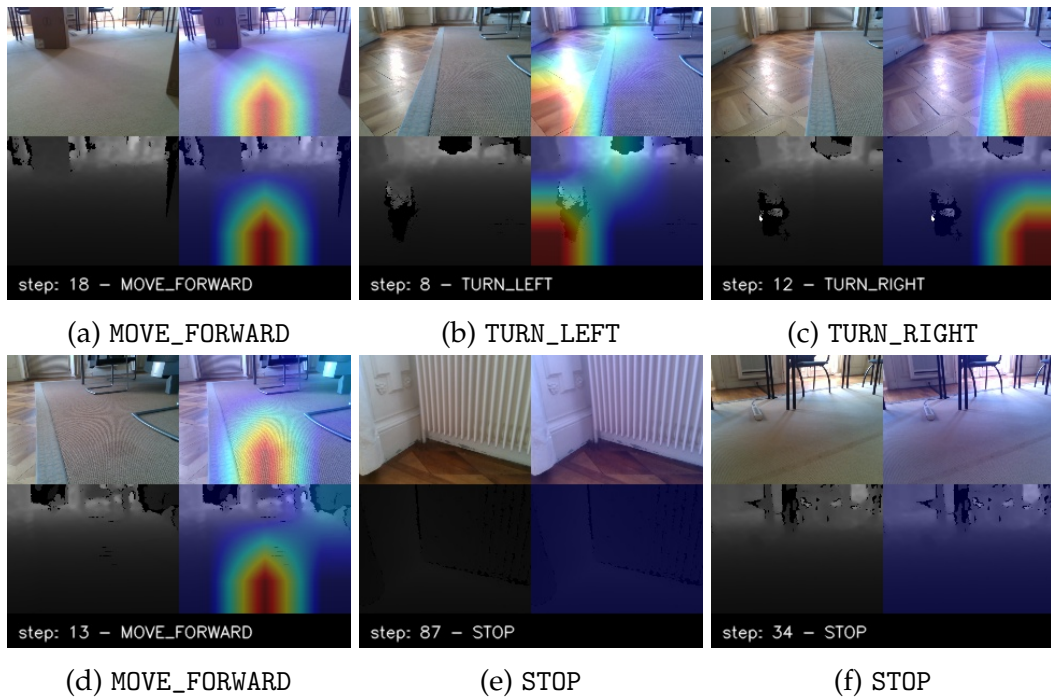 step: 18 – MOVE_FORWARD
step: 8 – TURN_LEFT
step: 12 – TURN_RIGHT
(a) MOVE_FORWARD
(b) TURN_LEFT
(c) TURN_RIGHT
step: 13 – MOVE_FORWARD
step: 87 – STOP
step: 34 – STOP
(d) MOVE_FORWARD
(e) STOP
(f) STOP